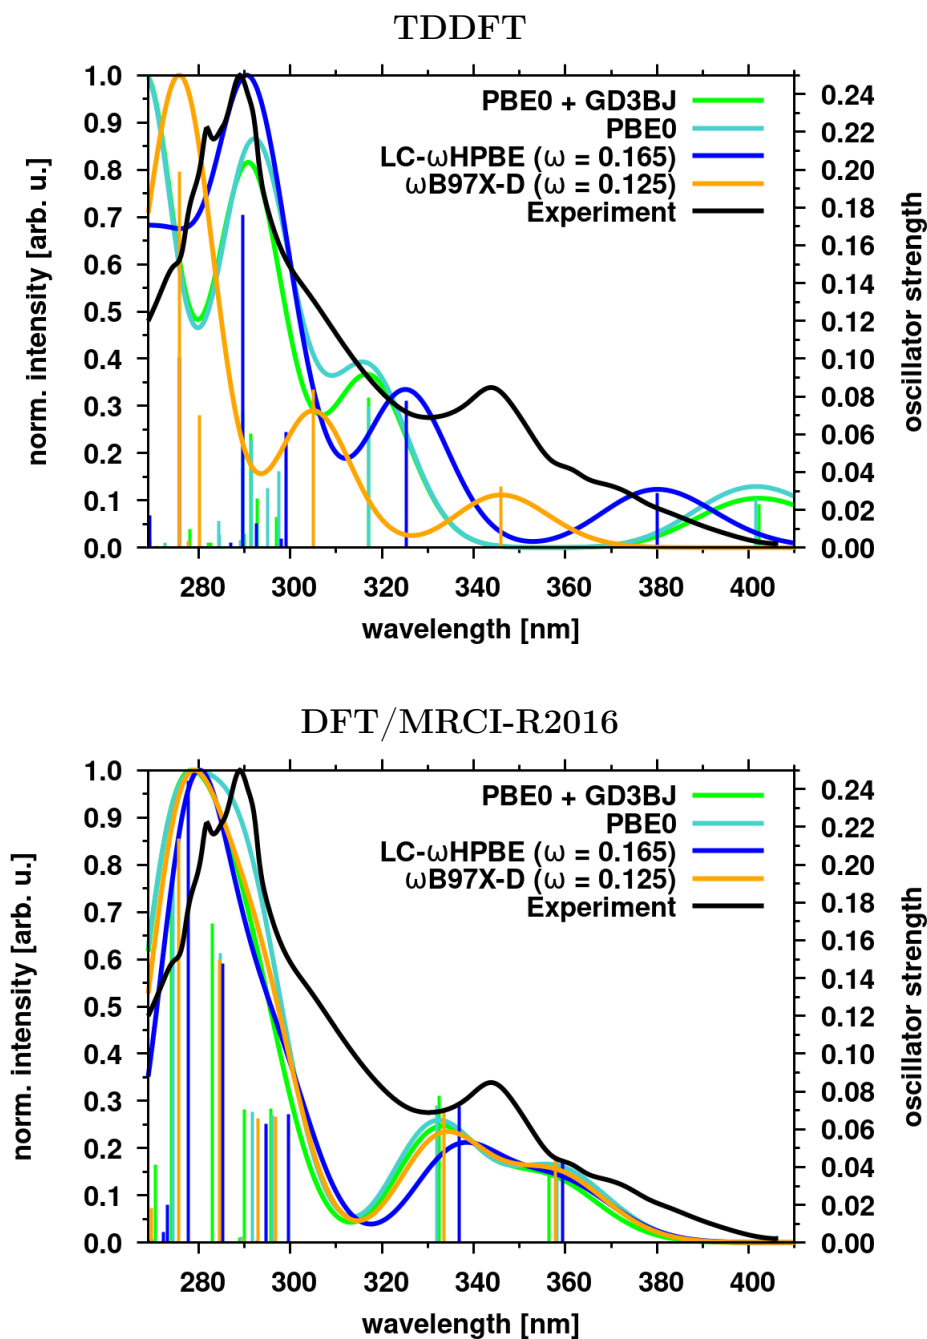 TDDFT
norm. intensity [arb. u.]
1.0
0.9
0.8
0.7
0.6
0.5
0.4
0.3
0.2
0.1
0.0
PBE0 + GD3BJ
PBE0
LC-ωHPBE (ω = 0.165)
ωB97X-D (ω = 0.125)
Experiment
0.24
0.22
0.20
0.18
0.16
0.14
0.12
0.10
0.08
0.06
0.04
0.02
0.00
oscillator strength
280 300 320 340 360 380 400
wavelength [nm]
DFT/MRCI-R2016
norm. intensity [arb. u.]
1.0
0.9
0.8
0.7
0.6
0.5
0.4
0.3
0.2
0.1
0.0
PBE0 + GD3BJ
PBE0
LC-ωHPBE (ω = 0.165)
ωB97X-D (ω = 0.125)
Experiment
0.24
0.22
0.20
0.18
0.16
0.14
0.12
0.10
0.08
0.06
0.04
0.02
0.00
oscillator strength
280 300 320 340 360 380 400
wavelength [nm]